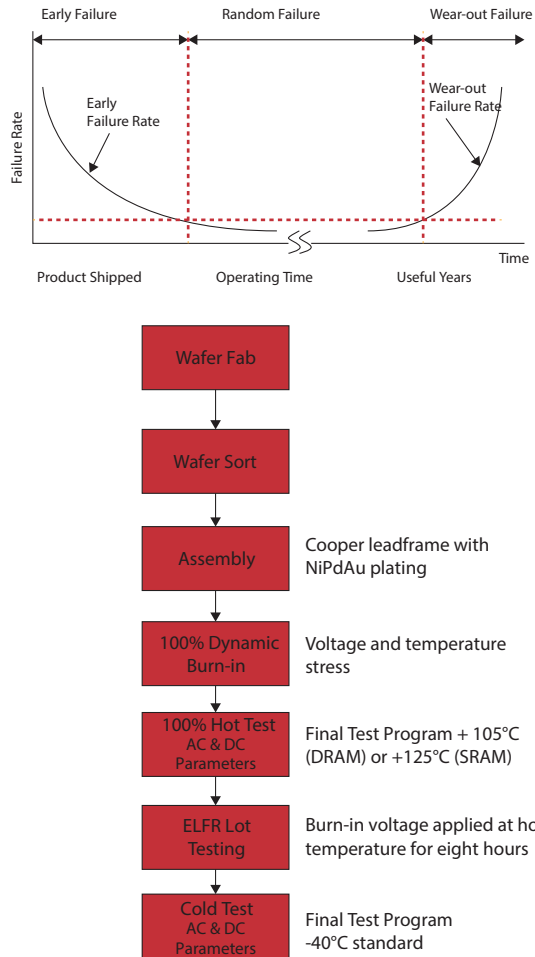 Early Failure
Random Failure
Wear-out Failure
Failure Rate
Early
Failure Rate
Wear-out
Failure Rate
Time
Product Shipped
Operating Time
Useful Years
Wafer Fab
Wafer Sort
Assembly
Cooper leadframe with
NiPdAu plating
100% Dynamic
Burn-in
Voltage and temperature
stress
100% Hot Test
AC & DC
Parameters
Final Test Program + 105°C
(DRAM) or +125°C (SRAM)
ELFR Lot
Testing
Burn-in voltage applied at ho
temperature for eight hours
Cold Test
AC & DC
Parameters
Final Test Program
-40°C standard